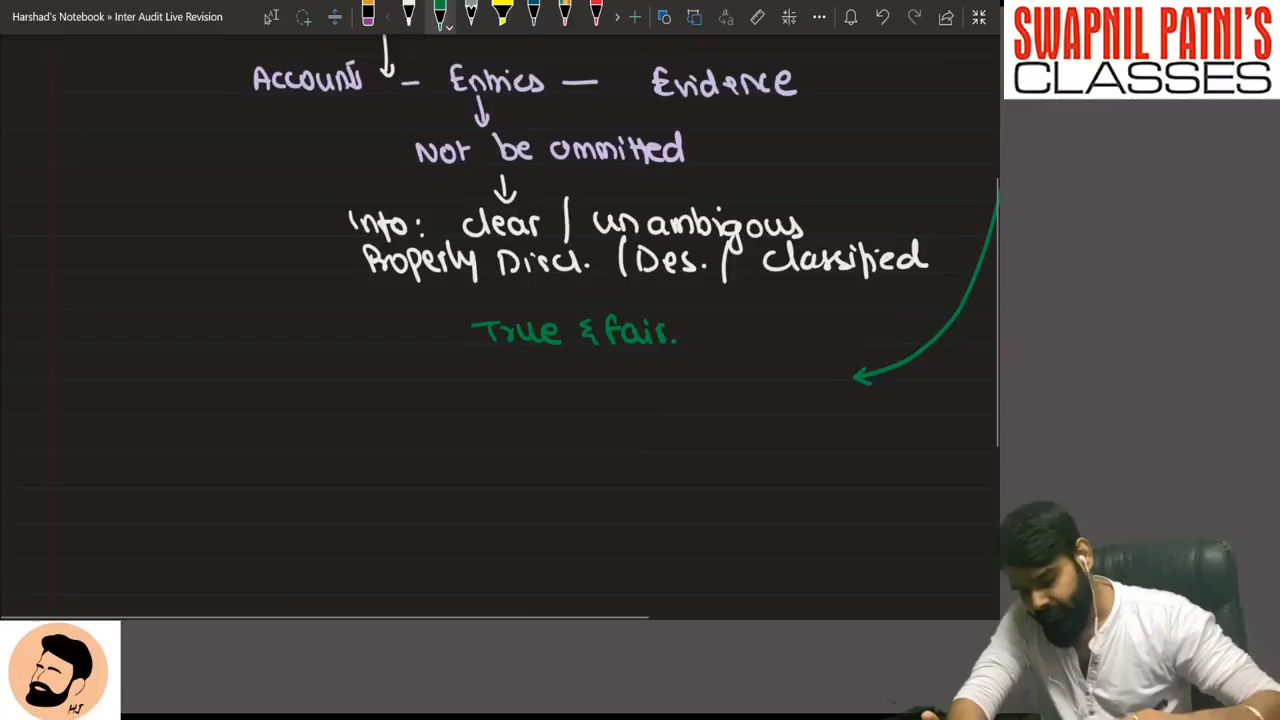 Harshad's Notebook » Inter Audit Live Revision
SWAPNIL PATNI'S
CLASSES
Accounts - Entries — Evidence
Not be ommitted
Info: clear / unambigous
Properly Discl. / Des. / classified
True & fair.
HJ